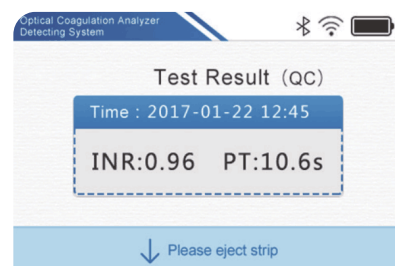 Optical Coagulation Analyzer
Detecting System
Test Result (QC)
Time : 2017-01-22 12:45
INR:0.96 PT:10.6s
Please eject strip